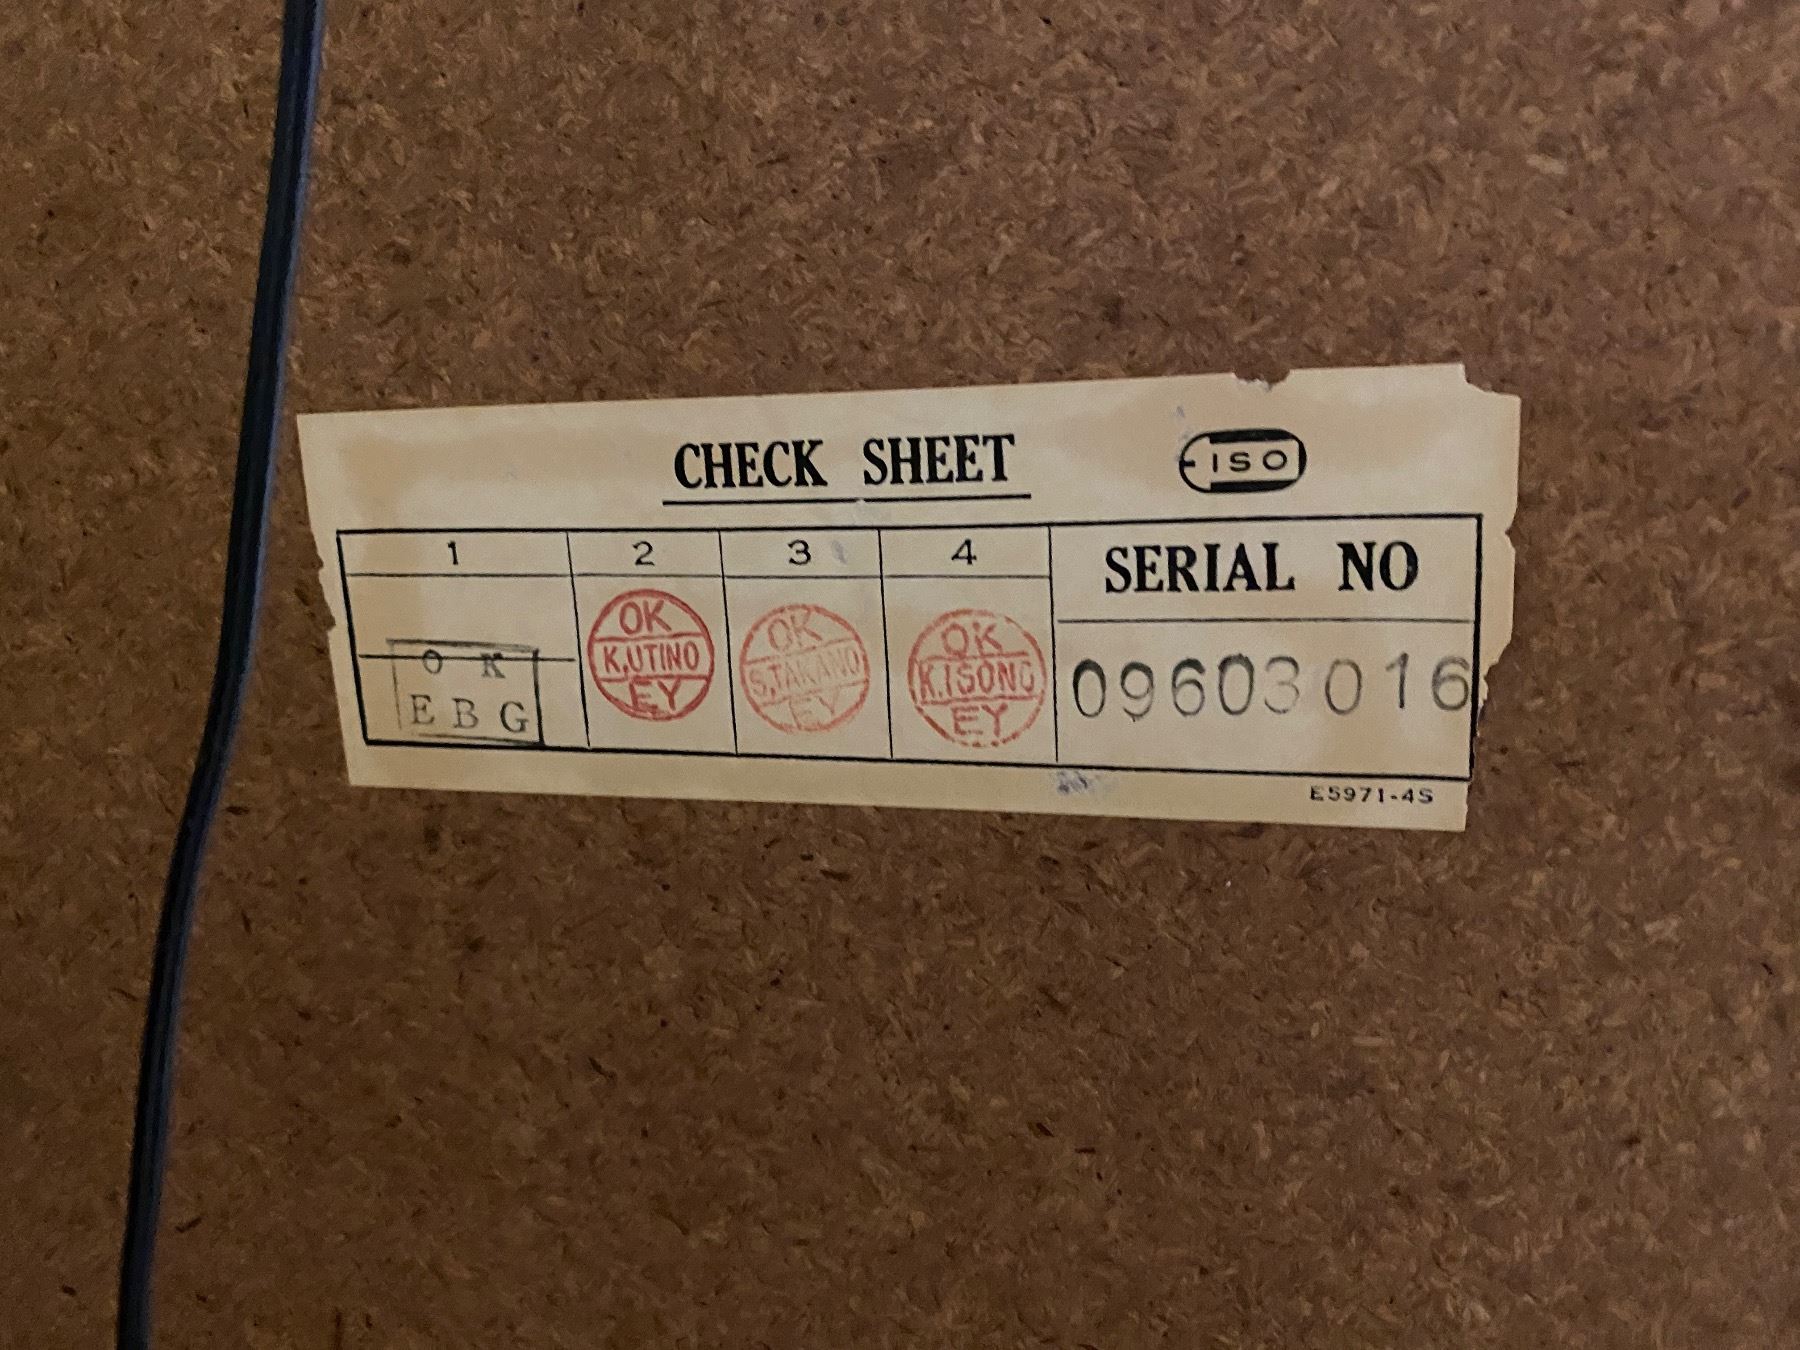 CHECK SHEET
ISO
1 2 3 4 SERIAL NO
OK
EBG
OK
K.UTINO
EY
OK
S.TAKANO
EY
OK
K.ISONO
EY
09603016
E5971-4S